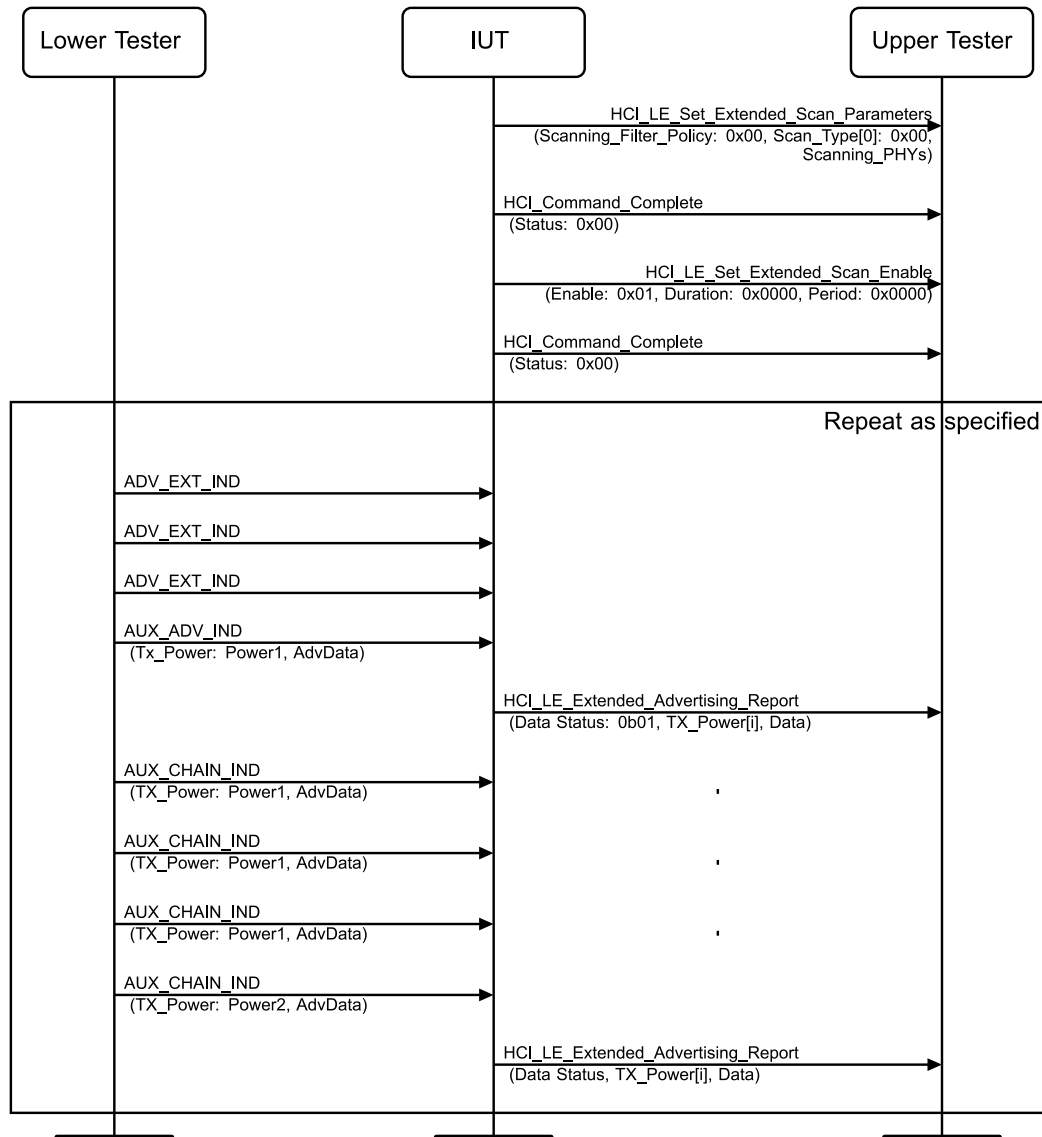 Lower Tester
IUT
Upper Tester
HCI_LE_Set_Extended_Scan_Parameters
(Scanning_Filter_Policy: 0x00, Scan_Type[0]: 0x00,
Scanning_PHYs)
HCI_Command_Complete
(Status: 0x00)
HCI_LE_Set_Extended_Scan_Enable
(Enable: 0x01, Duration: 0x0000, Period: 0x0000)
HCI_Command_Complete
(Status: 0x00)
Repeat as specified
ADV_EXT_IND
ADV_EXT_IND
ADV_EXT_IND
AUX_ADV_IND
(Tx_Power: Power1, AdvData)
HCI_LE_Extended_Advertising_Report
(Data Status: 0b01, TX_Power[i], Data)
AUX_CHAIN_IND
(TX_Power: Power1, AdvData)
AUX_CHAIN_IND
(TX_Power: Power1, AdvData)
AUX_CHAIN_IND
(TX_Power: Power1, AdvData)
AUX_CHAIN_IND
(TX_Power: Power2, AdvData)
HCI_LE_Extended_Advertising_Report
(Data Status, TX_Power[i], Data)